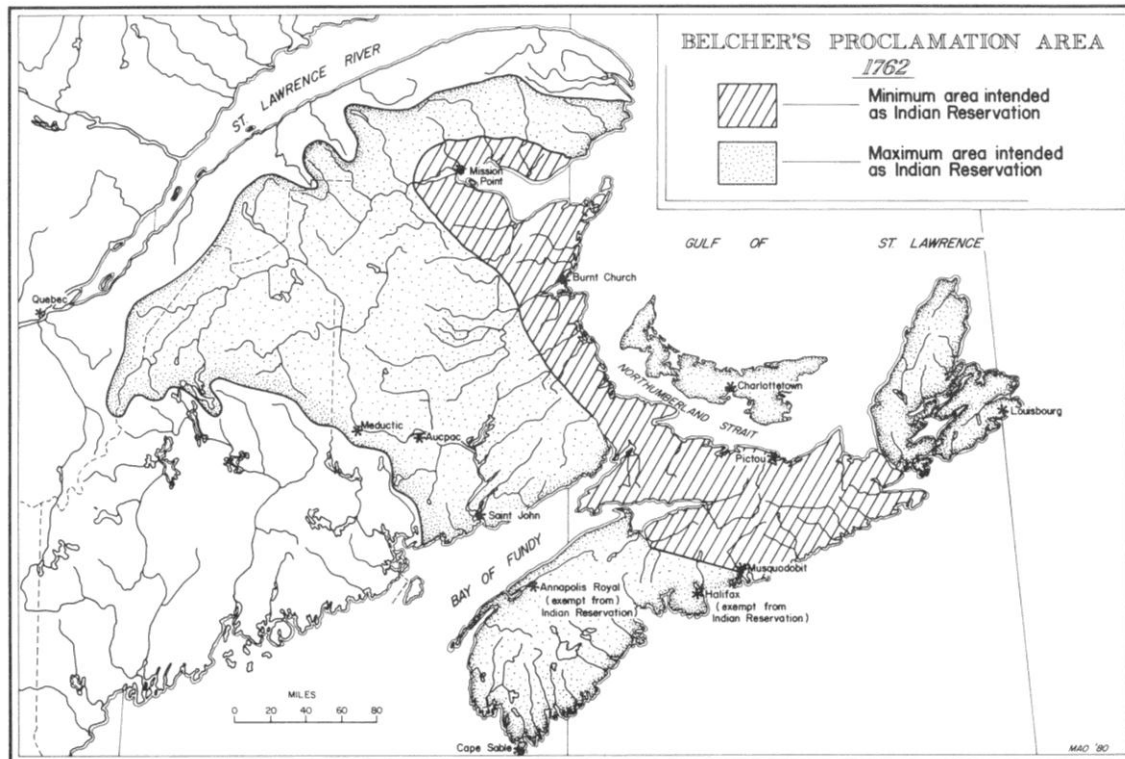 BELCHER'S PROCLAMATION AREA
1762
Minimum area intended
as Indian Reservation
Maximum area intended
as Indian Reservation
ST. LAWRENCE RIVER
Mission
Point
GULF OF ST. LAWRENCE
Burnt Church
Quebec
NORTHUMBERLAND STRAIT
Charlottetown
Louisbourg
Meductic
Aucpac
Pictou
Saint John
BAY OF FUNDY
Musquodobit
Annapolis Royal
(exempt from)
Indian Reservation)
Halifax
(exempt from
Indian Reservation)
MILES
0 20 40 60 80
Cape Sable
MAO '80